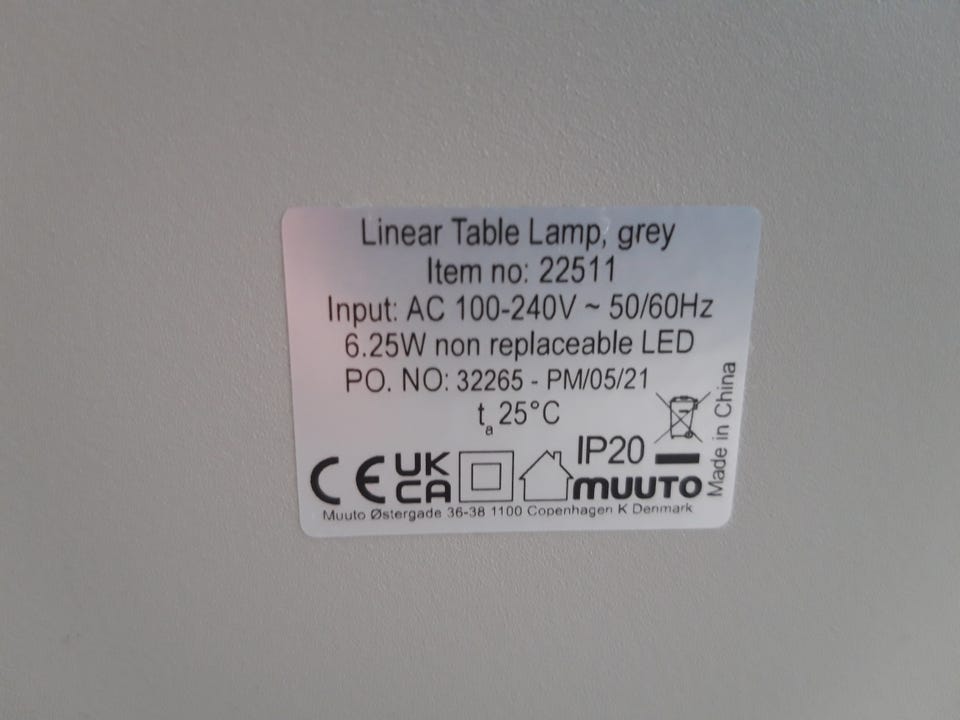 Linear Table Lamp, grey
Item no: 22511
Input: AC 100-240V ~ 50/60Hz
6.25W non replaceable LED
PO. NO: 32265 - PM/05/21
ta 25°C
Made in China
IP20
CE UK CA
muuto
Muuto Østergade 36-38 1100 Copenhagen K Denmark